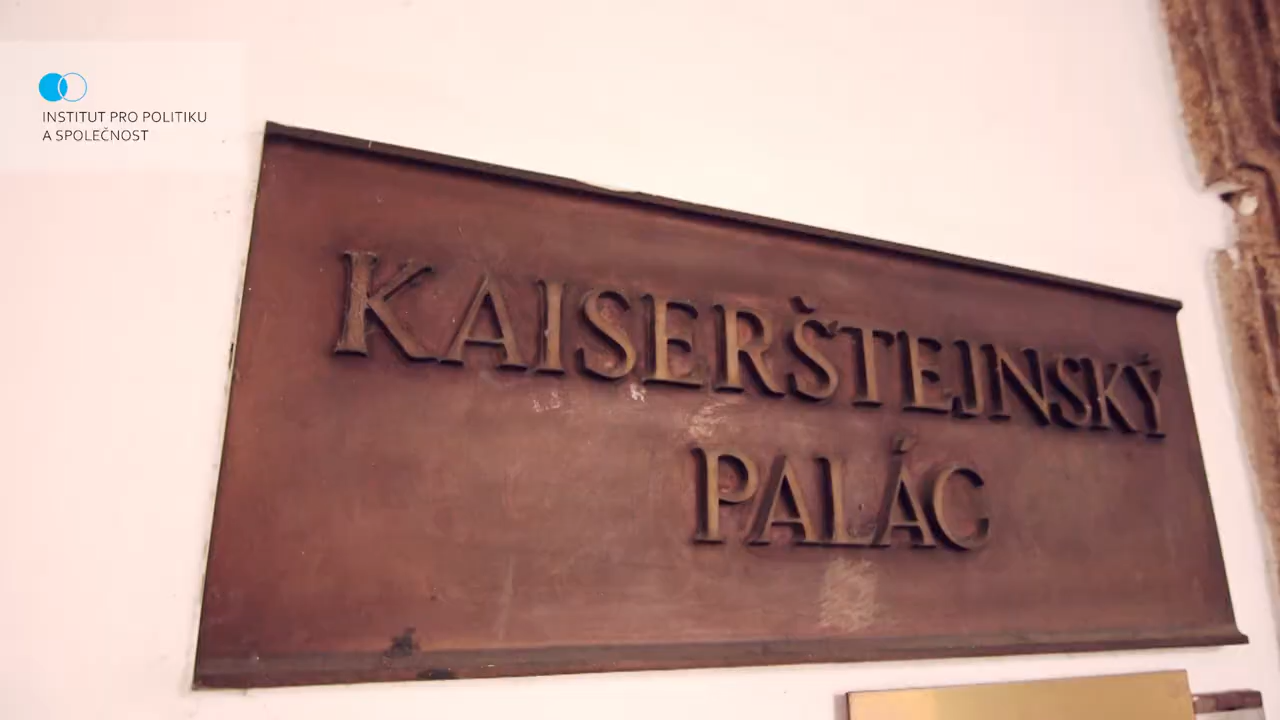 INSTITUT PRO POLITIKU
A SPOLEČNOST
KAISERŠTEJNSKÝ
PALÁC